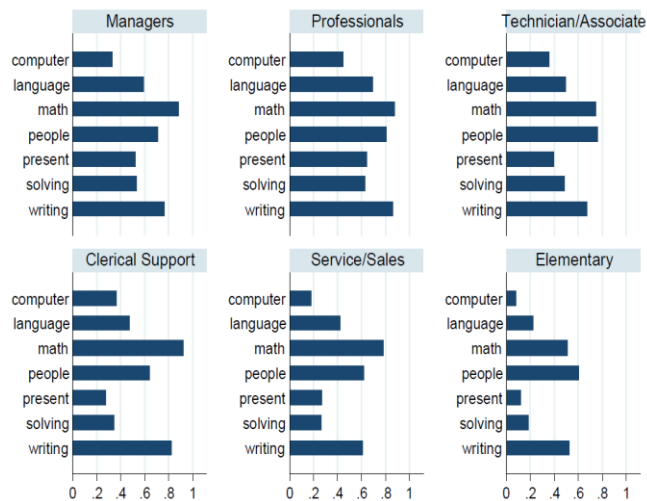 Managers
computer
language
math
people
present
solving
writing
Professionals
computer
language
math
people
present
solving
writing
Technician/Associate
computer
language
math
people
present
solving
writing
Clerical Support
computer
language
math
people
present
solving
writing
0 .2 .4 .6 .8 1
Service/Sales
computer
language
math
people
present
solving
writing
0 .2 .4 .6 .8 1
Elementary
computer
language
math
people
present
solving
writing
0 .2 .4 .6 .8 1